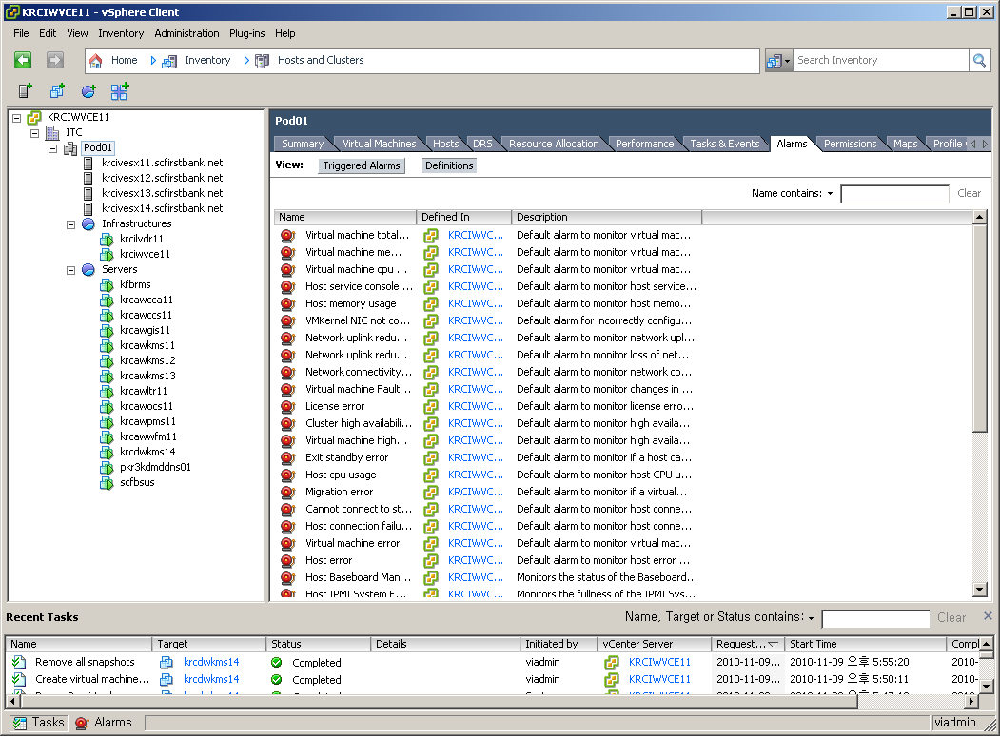 KRCIWVCE11 - vSphere Client
File Edit View Inventory Administration Plug-ins Help
Home Inventory Hosts and Clusters Search Inventory
KRCIWVCE11
ITC
Pod01
krcivesx11.scfirstbank.net
krcivesx12.scfirstbank.net
krcivesx13.scfirstbank.net
krcivesx14.scfirstbank.net
Infrastructures
krcilvdr11
krciwvce11
Servers
kfbrms
krcawcca11
krcawccs11
krcawgis11
krcawkms11
krcawkms12
krcawkms13
krcawltr11
krcawocs11
krcawpms11
krcawwfm11
krcdwkms14
pkr3kdmddns01
scfbsus
Pod01
Summary Virtual Machines Hosts DRS Resource Allocation Performance Tasks & Events Alarms Permissions Maps Profile
View: Triggered Alarms Definitions
Name contains: Clear
Name Defined In Description
Virtual machine total... KRCIWVC... Default alarm to monitor virtual mac...
Virtual machine me... KRCIWVC... Default alarm to monitor virtual mac...
Virtual machine cpu ... KRCIWVC... Default alarm to monitor virtual mac...
Host service console ... KRCIWVC... Default alarm to monitor host service...
Host memory usage KRCIWVC... Default alarm to monitor host memo...
VMKernel NIC not co... KRCIWVC... Default alarm for incorrectly configu...
Network uplink redu... KRCIWVC... Default alarm to monitor network upl...
Network uplink redu... KRCIWVC... Default alarm to monitor loss of net...
Network connectivity... KRCIWVC... Default alarm to monitor network co...
Virtual machine Fault... KRCIWVC... Default alarm to monitor changes in ...
License error KRCIWVC... Default alarm to monitor license erro...
Cluster high availabili... KRCIWVC... Default alarm to monitor high availa...
Virtual machine high... KRCIWVC... Default alarm to monitor high availa...
Exit standby error KRCIWVC... Default alarm to monitor if a host ca...
Host cpu usage KRCIWVC... Default alarm to monitor host CPU u...
Migration error KRCIWVC... Default alarm to monitor if a virtual...
Cannot connect to st... KRCIWVC... Default alarm to monitor host conne...
Host connection failu... KRCIWVC... Default alarm to monitor host conne...
Virtual machine error KRCIWVC... Default alarm to monitor virtual mac...
Host error KRCIWVC... Default alarm to monitor host error ...
Host Baseboard Man... KRCIWVC... Monitors the status of the Baseboard...
Host IPMI System E... KRCIWVC... Monitors the fullness of the IPMI Sys...
Recent Tasks Name, Target or Status contains: Clear
Name Target Status Details Initiated by vCenter Server Request... Start Time Compl
Remove all snapshots krcdwkms14 Completed viadmin KRCIWVCE11 2010-11-09... 2010-11-09 오후 5:55:20 2010-
Create virtual machine... krcdwkms14 Completed viadmin KRCIWVCE11 2010-11-09... 2010-11-09 오후 5:50:11 2010-
Tasks Alarms viadmin